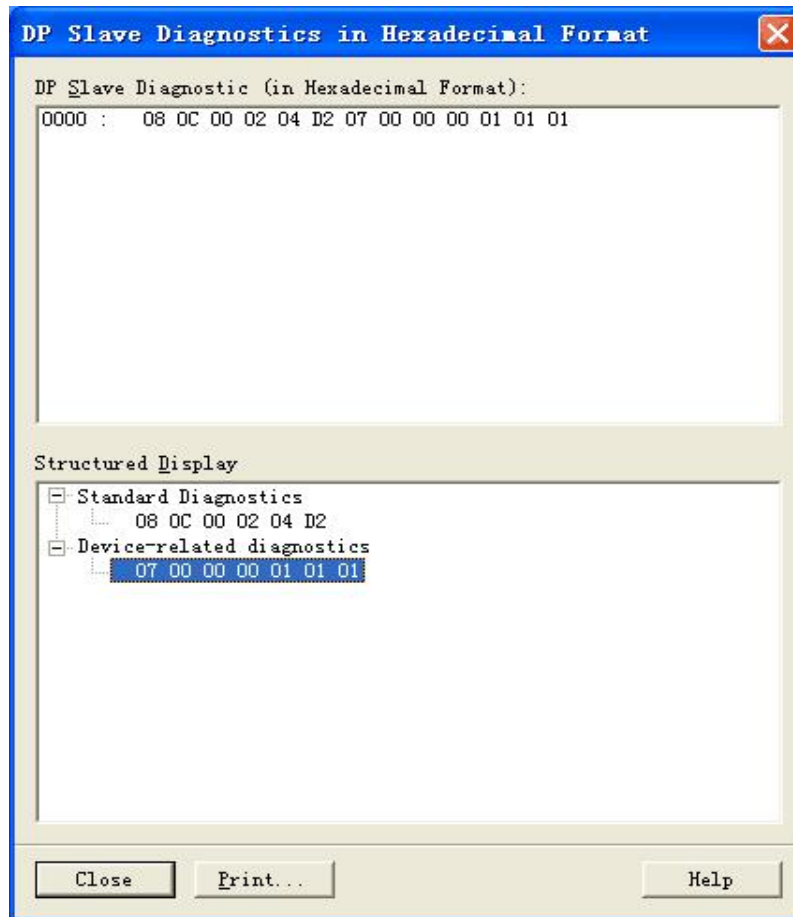 DP Slave Diagnostics in Hexadecimal Format
DP Slave Diagnostic (in Hexadecimal Format):
0000 : 08 0C 00 02 04 D2 07 00 00 00 01 01 01
Structured Display
Standard Diagnostics
08 0C 00 02 04 D2
Device-related diagnostics
07 00 00 00 01 01 01
Close Print... Help